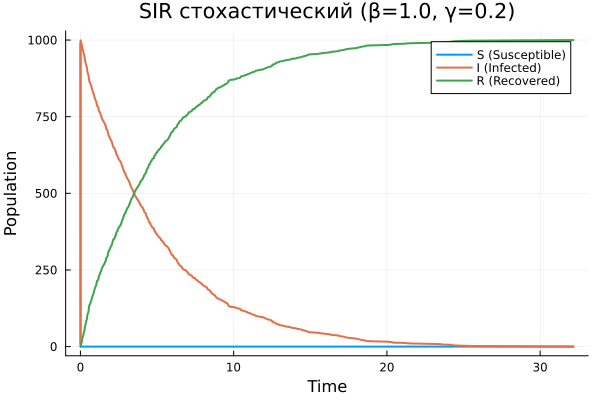 SIR стохастический (β=1.0, γ=0.2)
1000
750
500
250
0
Population
S (Susceptible)
I (Infected)
R (Recovered)
0
10
20
30
Time